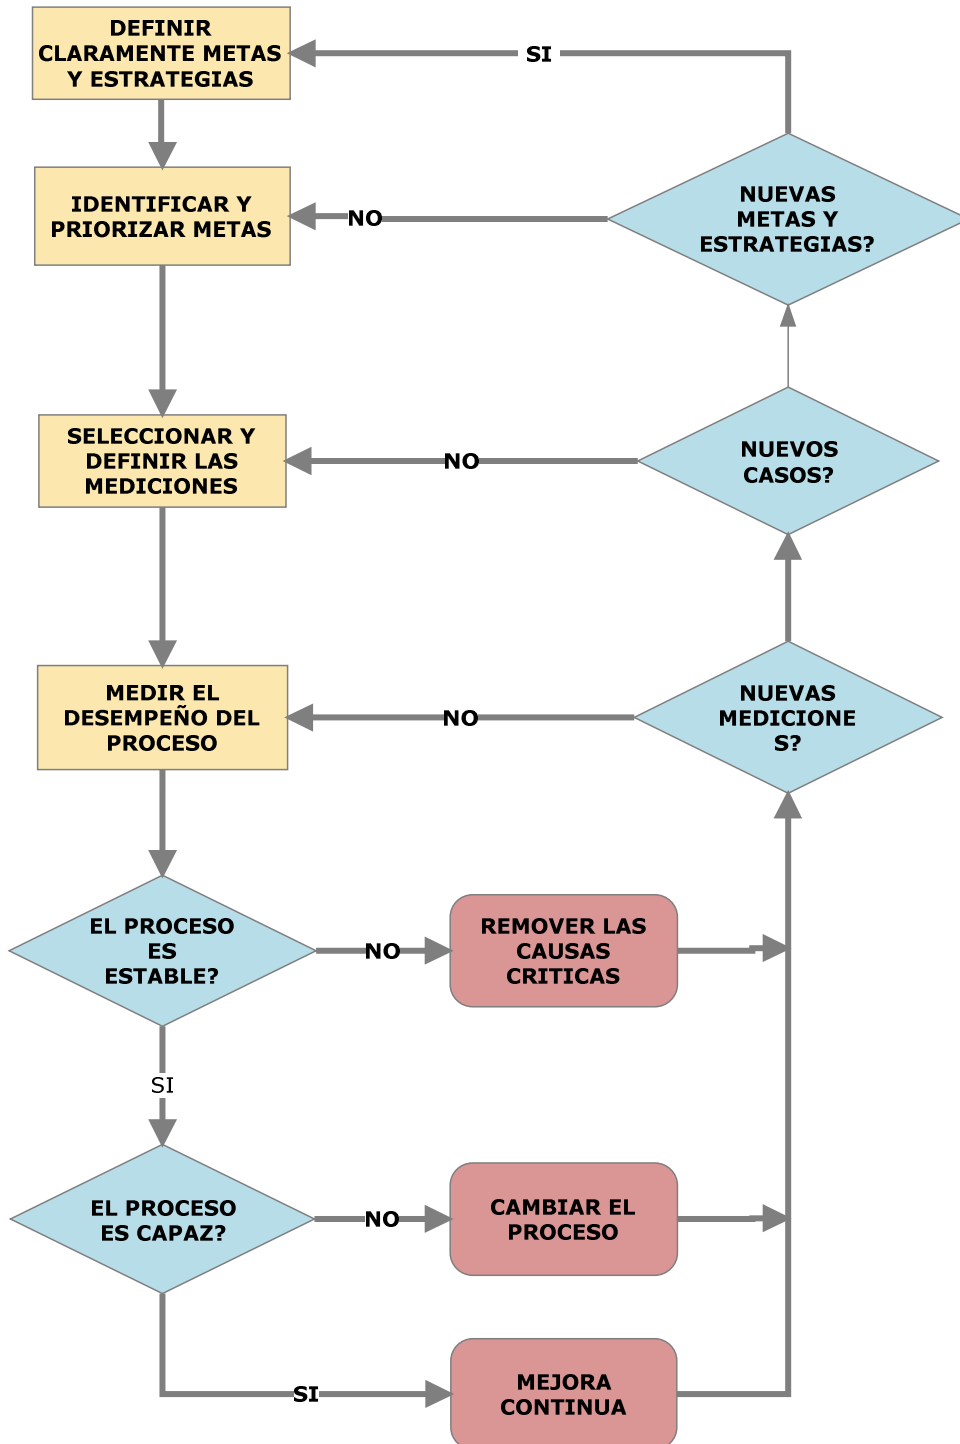 DEFINIR
CLARAMENTE METAS
Y ESTRATEGIAS
SI
IDENTIFICAR Y
PRIORIZAR METAS
NO
NUEVAS
METAS Y
ESTRATEGIAS?
SELECCIONAR Y
DEFINIR LAS
MEDICIONES
NO
NUEVOS
CASOS?
MEDIR EL
DESEMPEÑO DEL
PROCESO
NO
NUEVAS
MEDICIONE
S?
EL PROCESO
ES
ESTABLE?
NO
REMOVER LAS
CAUSAS
CRITICAS
SI
EL PROCESO
ES CAPAZ?
NO
CAMBIAR EL
PROCESO
SI
MEJORA
CONTINUA